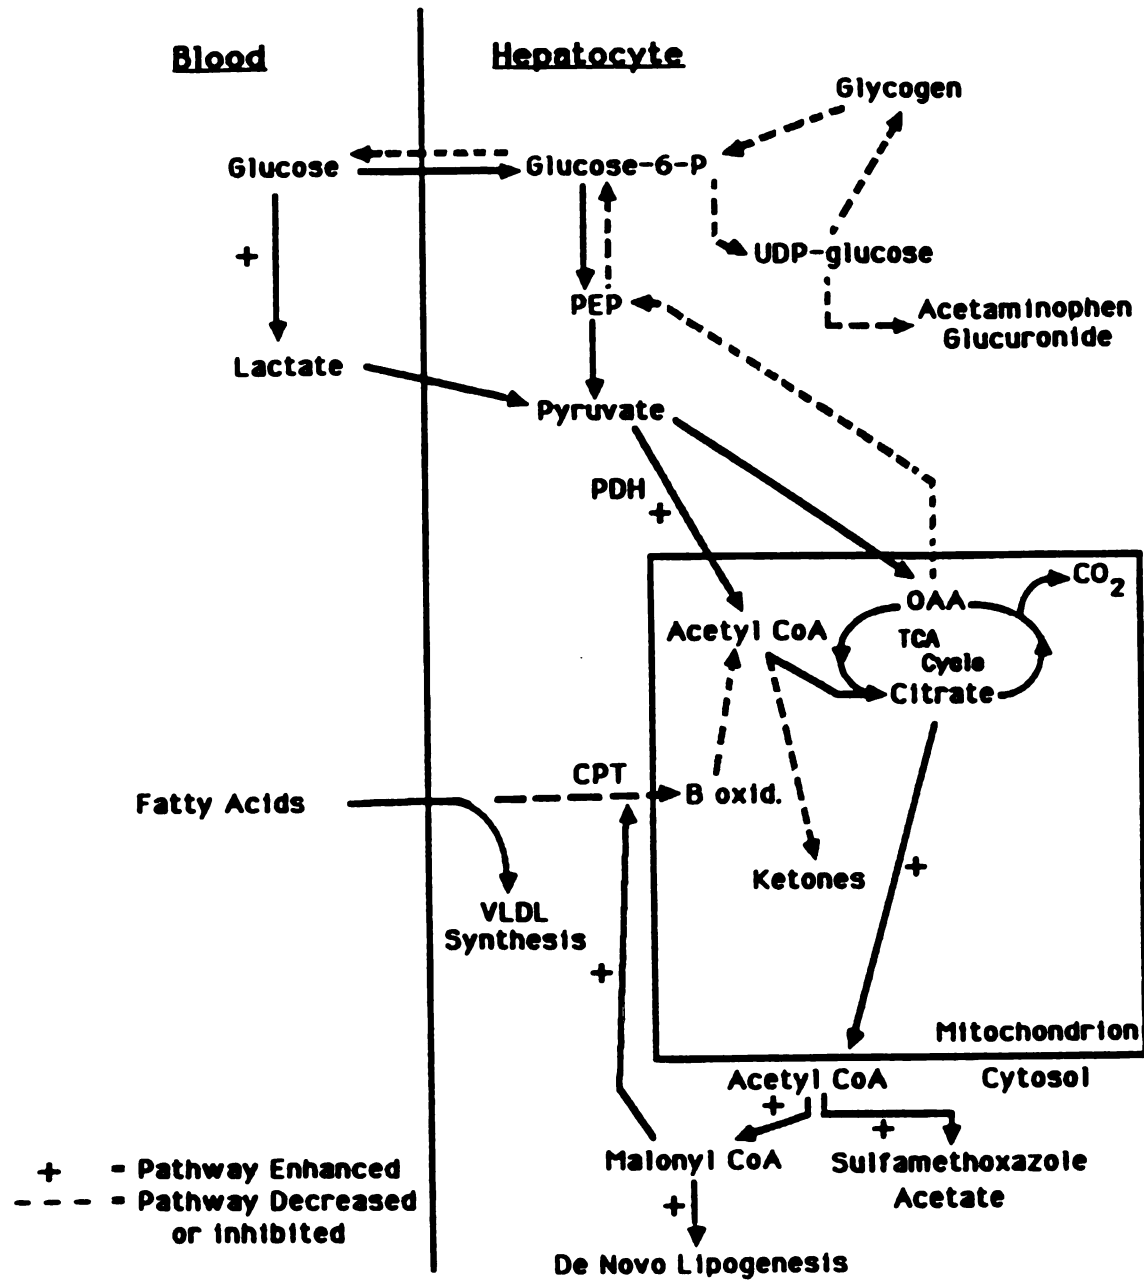 Blood
Hepatocyte
Glycogen
Glucose
Glucose-6-P
+
UDP-glucose
PEP
Acetaminophen
Glucuronide
Lactate
Pyruvate
PDH
+
CO2
OAA
Acetyl CoA
TCA
Cycle
Citrate
CPT
Fatty Acids
B oxid.
+
Ketones
VLDL
Synthesis
+
Mitochondrion
Acetyl CoA
Cytosol
+
+
Malonyl CoA
Sulfamethoxazole
Acetate
+ = Pathway Enhanced
---- = Pathway Decreased
or Inhibited
+
De Novo Lipogenesis